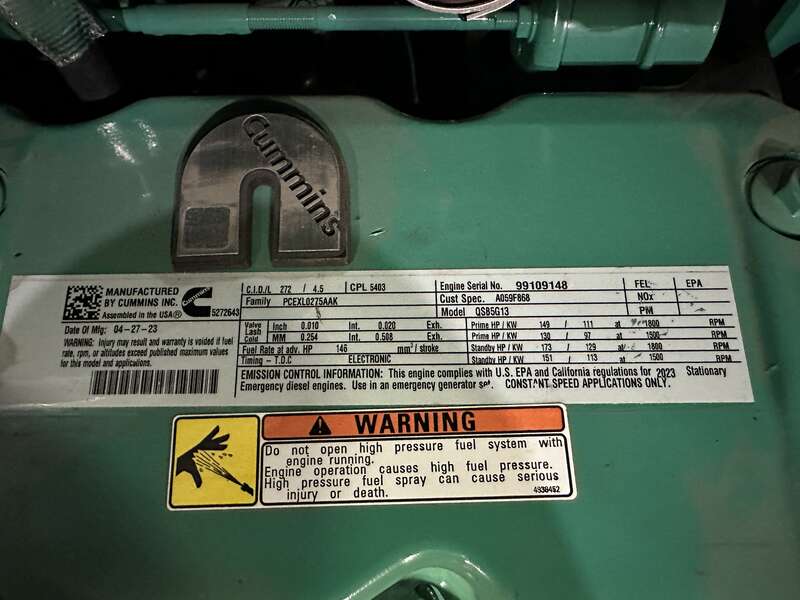 Cummins
MANUFACTURED
BY CUMMINS INC.
Assembled in the USA®
Cummins
5272643
Date Of Mfg: 04-27-23
WARNING: Injury may result and warranty is voided if fuel
rate, rpm, or altitudes exceed published maximum values
for this model and applications.
C.I.D./L 272 / 4.5 CPL 5403 Engine Serial No. 99109148 FEL EPA
Family PCEXL0275AAK Cust Spec. A059F868 NOx
Model QSB5G13 PM
Valve Lash Cold Inch 0.010 Int. 0.020 Exh. Prime HP / KW 149 / 111 at 1800 RPM
MM 0.254 Int. 0.508 Exh. Prime HP / KW 130 / 97 at 1500 RPM
Fuel Rate at adv. HP 146 mm³/ stroke Standby HP / KW 173 / 129 at 1800 RPM
Timing - T.D.C ELECTRONIC Standby HP / KW 151 / 113 at 1500 RPM
EMISSION CONTROL INFORMATION: This engine complies with U.S. EPA and California regulations for 2023 Stationary
Emergency diesel engines. Use in an emergency generator set. CONSTANT SPEED APPLICATIONS ONLY.
WARNING
Do not open high pressure fuel system with
engine running.
Engine operation causes high fuel pressure.
High pressure fuel spray can cause serious
injury or death.